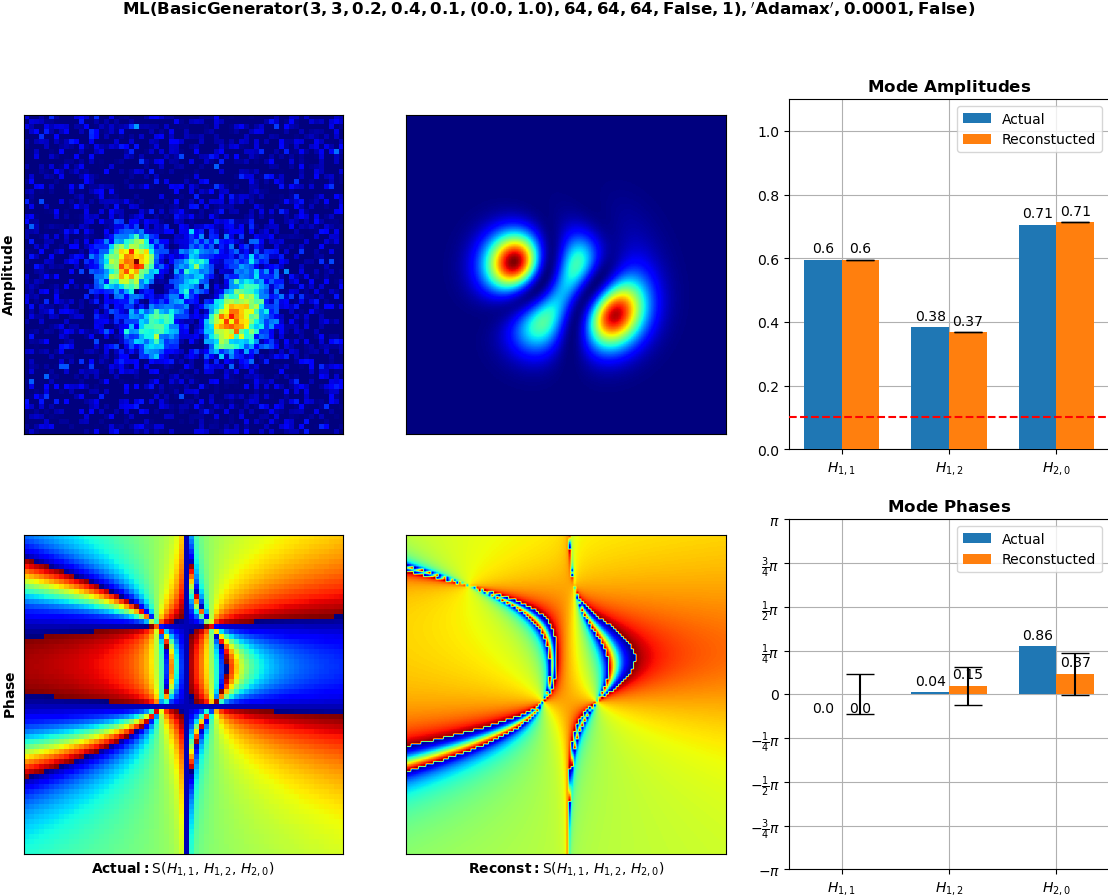 ML(BasicGenerator(3, 3, 0.2, 0.4, 0.1, (0.0, 1.0), 64, 64, 64, False, 1), ′Adamax′, 0.0001, False)
Mode Amplitudes
Amplitude
1.0
0.8
0.6
0.4
0.2
0.0
Actual
Reconstucted
0.6
0.6
0.38
0.37
0.71
0.71
H1,1
H1,2
H2,0
Phase
Actual: S(H1,1, H1,2, H2,0)
Reconst: S(H1,1, H1,2, H2,0)
Mode Phases
π
3/4π
1/2π
1/4π
0
−1/4π
−1/2π
−3/4π
−π
Actual
Reconstucted
0.0
0.0
0.04
0.15
0.86
0.37
H1,1
H1,2
H2,0